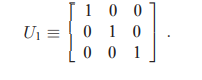 U₁ ≡ [ 1 0 0
0 1 0
0 0 1 ] .